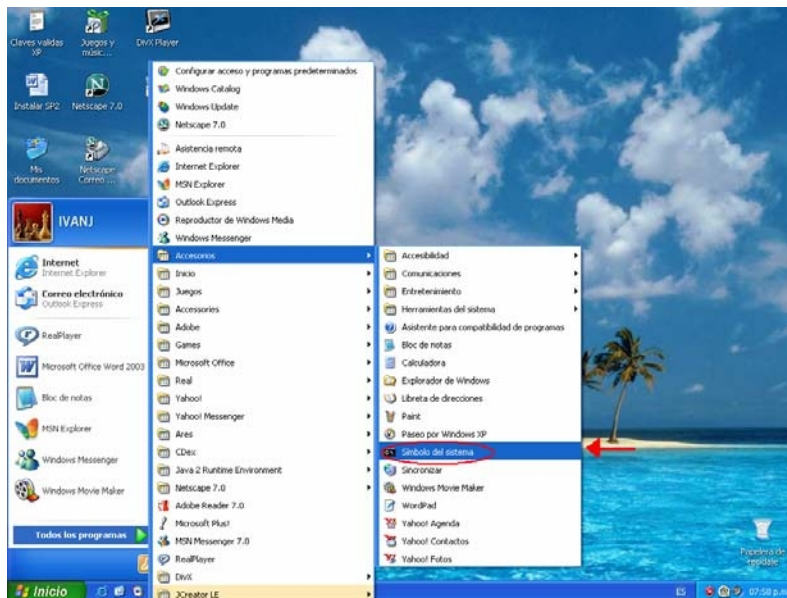 Claves validas
XP
Juegos y
músic...
DivX Player
Instalar SP2
Netscape 7.0
Mis
documentos
Netscape
Correo ...
IVANJ
Internet
Internet Explorer
Correo electrónico
Outlook Express
RealPlayer
Microsoft Office Word 2003
Bloc de notas
MSN Explorer
Windows Messenger
Windows Movie Maker
Todos los programas
Inicio
Configurar acceso y programas predeterminados
Windows Catalog
Windows Update
Netscape 7.0
Asistencia remota
Internet Explorer
MSN Explorer
Outlook Express
Reproductor de Windows Media
Windows Messenger
Accesorios
Inicio
Juegos
Accessories
Adobe
Games
Microsoft Office
Real
Yahoo!
Yahoo! Messenger
Ares
CDex
Java 2 Runtime Environment
Netscape 7.0
Adobe Reader 7.0
Microsoft Plus!
MSN Messenger 7.0
RealPlayer
DivX
JCreator LE
Accesibilidad
Comunicaciones
Entretenimiento
Herramientas del sistema
Asistente para compatibilidad de programas
Bloc de notas
Calculadora
Explorador de Windows
Libreta de direcciones
Paint
Paseo por Windows XP
Símbolo del sistema
Sincronizar
Windows Movie Maker
WordPad
Yahoo! Agenda
Yahoo! Contactos
Yahoo! Fotos
Papelera de
reciclaje
ES
07:58 p.m.